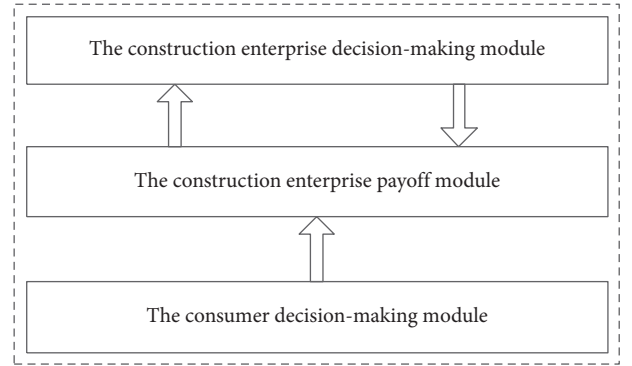 The construction enterprise decision-making module
The construction enterprise payoff module
The consumer decision-making module